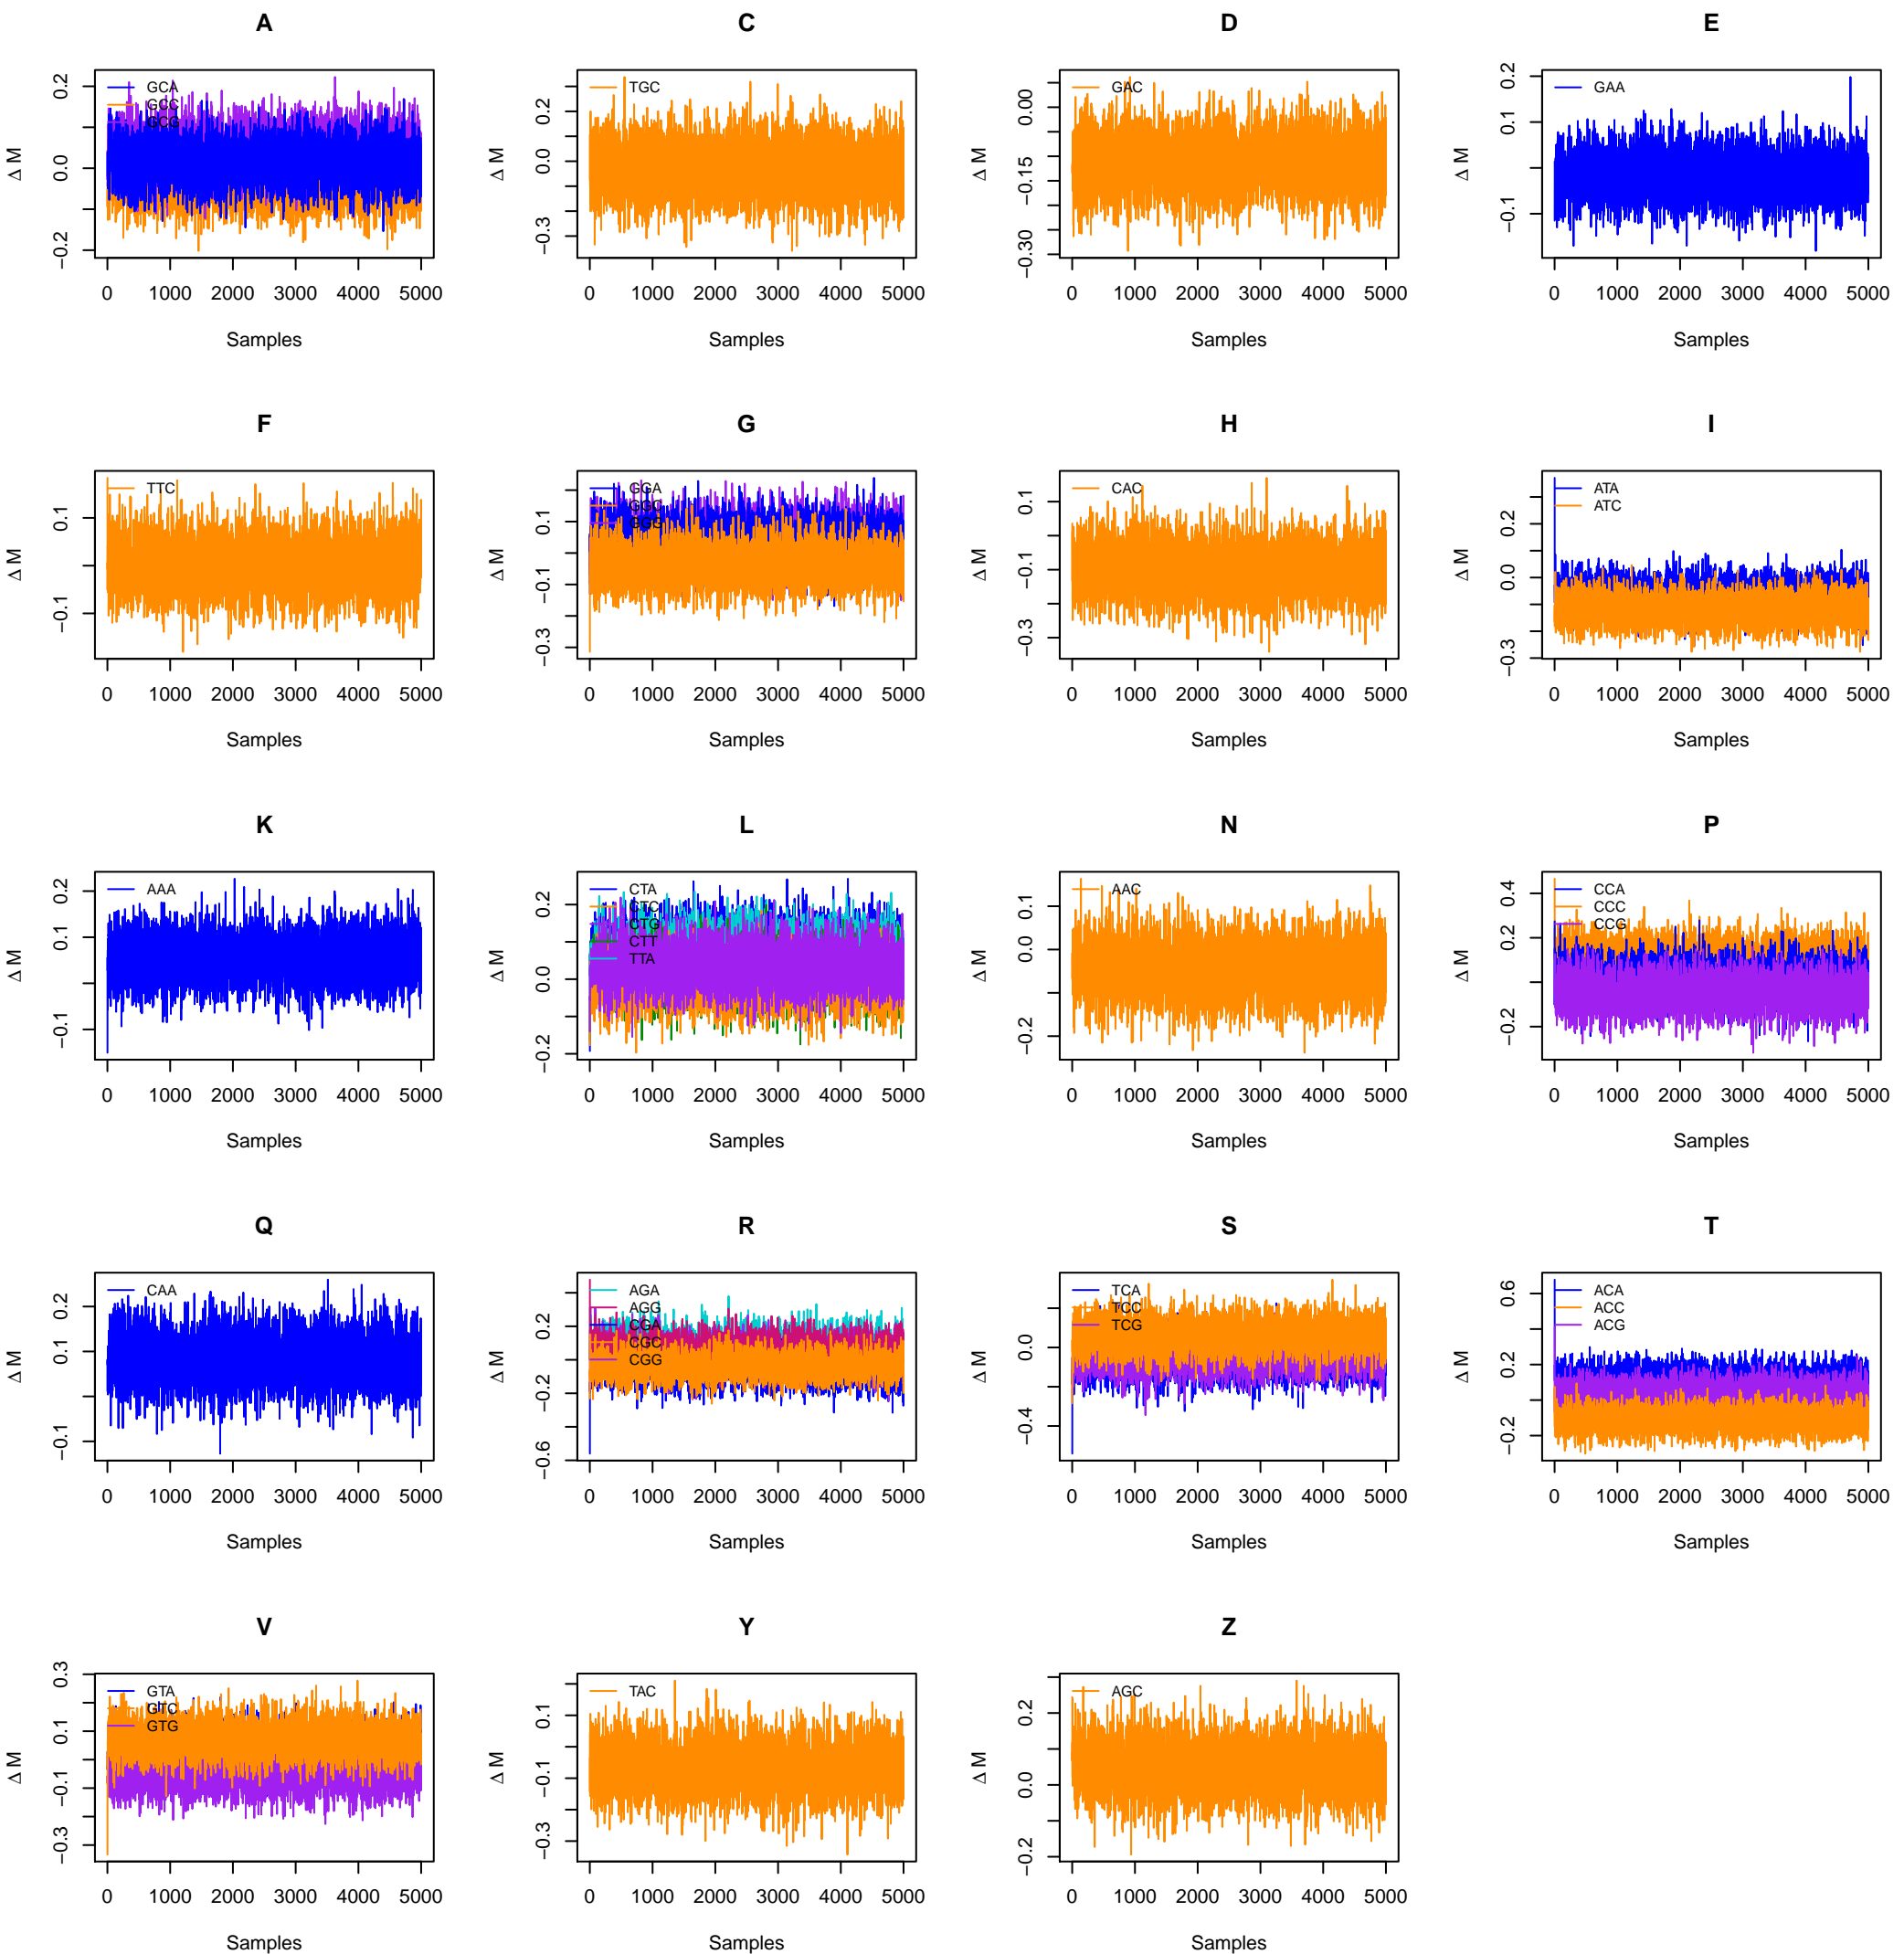 A
C
D
E
GCA
GCC
GCG
TGC
GAC
GAA
Δ M
0.2
0.0
−0.2
Δ M
0.2
0.0
−0.3
Δ M
0.00
−0.15
−0.30
Δ M
0.2
0.1
−0.1
0 1000 2000 3000 4000 5000
0 1000 2000 3000 4000 5000
0 1000 2000 3000 4000 5000
0 1000 2000 3000 4000 5000
Samples
Samples
Samples
Samples
F
G
H
I
TTC
GGA
GGC
GGG
CAC
ATA
ATC
Δ M
0.1
−0.1
Δ M
0.1
−0.1
−0.3
Δ M
0.1
−0.1
−0.3
Δ M
0.2
0.0
−0.3
0 1000 2000 3000 4000 5000
0 1000 2000 3000 4000 5000
0 1000 2000 3000 4000 5000
0 1000 2000 3000 4000 5000
Samples
Samples
Samples
Samples
K
L
N
P
AAA
CTA
CTC
CTG
CTT
TTA
AAC
CCA
CCC
CCG
Δ M
0.2
0.1
−0.1
Δ M
0.2
0.0
−0.2
Δ M
0.1
0.0
−0.2
Δ M
0.4
0.2
−0.2
0 1000 2000 3000 4000 5000
0 1000 2000 3000 4000 5000
0 1000 2000 3000 4000 5000
0 1000 2000 3000 4000 5000
Samples
Samples
Samples
Samples
Q
R
S
T
CAA
AGA
AGG
CGA
CGC
CGG
TCA
TCC
TCG
ACA
ACC
ACG
Δ M
0.2
0.1
−0.1
Δ M
0.2
−0.2
−0.6
Δ M
0.0
−0.4
Δ M
0.6
0.2
−0.2
0 1000 2000 3000 4000 5000
0 1000 2000 3000 4000 5000
0 1000 2000 3000 4000 5000
0 1000 2000 3000 4000 5000
Samples
Samples
Samples
Samples
V
Y
Z
GTA
GTC
GTG
TAC
AGC
Δ M
0.3
0.1
−0.1
−0.3
Δ M
0.1
−0.1
−0.3
Δ M
0.2
0.0
−0.2
0 1000 2000 3000 4000 5000
0 1000 2000 3000 4000 5000
0 1000 2000 3000 4000 5000
Samples
Samples
Samples